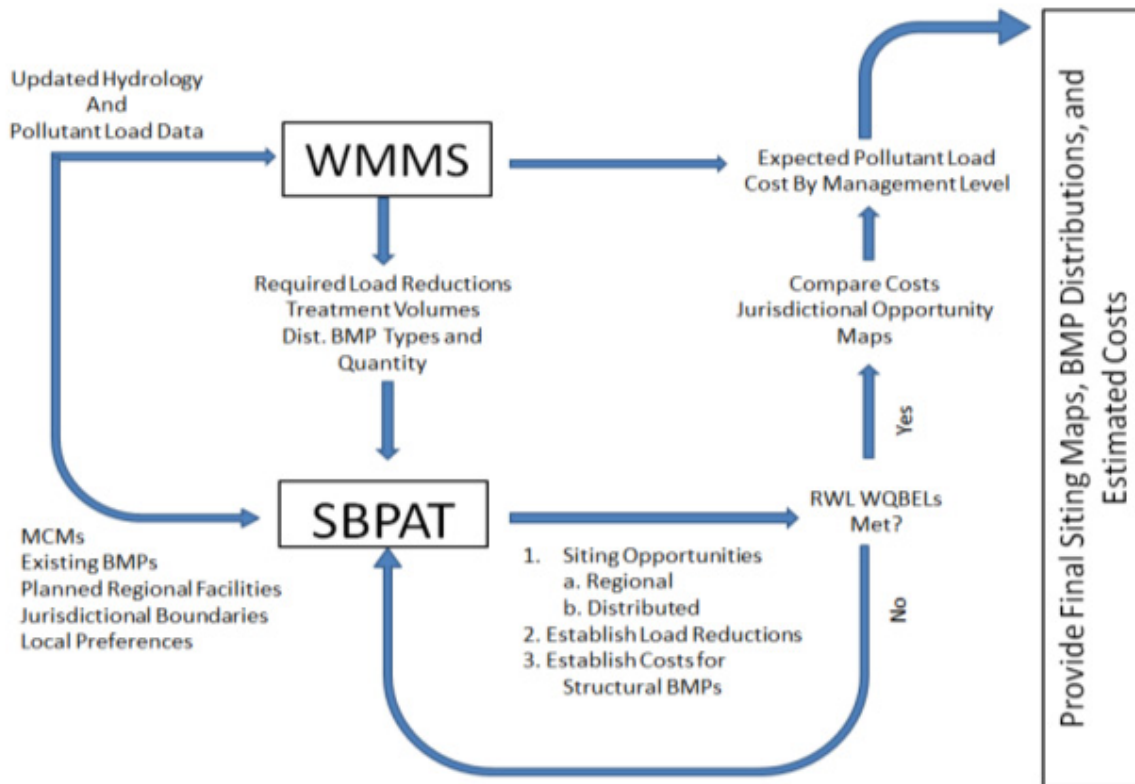 Updated Hydrology
And
Pollutant Load Data
WMMS
Expected Pollutant Load
Cost By Management Level
Required Load Reductions
Treatment Volumes
Dist. BMP Types and
Quantity
Compare Costs
Jurisdictional Opportunity
Maps
Yes
SBPAT
RWL WQBELs
Met?
No
MCMs
Existing BMPs
Planned Regional Facilities
Jurisdictional Boundaries
Local Preferences
1. Siting Opportunities
a. Regional
b. Distributed
2. Establish Load Reductions
3. Establish Costs for
Structural BMPs
Provide Final Siting Maps, BMP Distributions, and
Estimated Costs